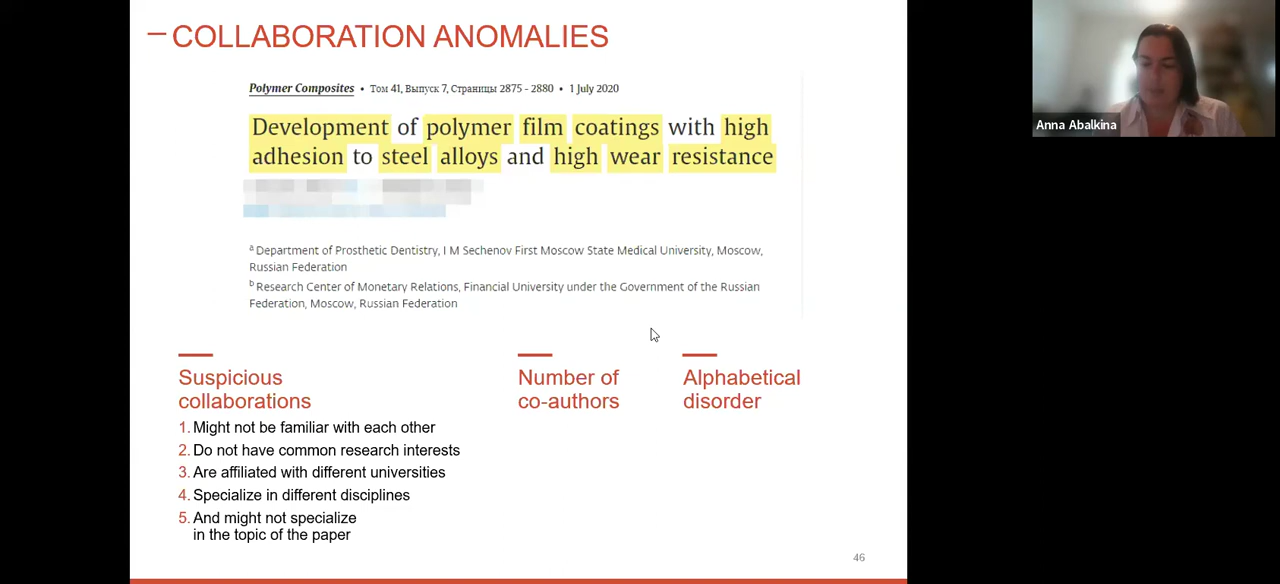 COLLABORATION ANOMALIES
Polymer Composites • Том 41, Выпуск 7, Страницы 2875 - 2880 • 1 July 2020
Development of polymer film coatings with high
adhesion to steel alloys and high wear resistance
a Department of Prosthetic Dentistry, I M Sechenov First Moscow State Medical University, Moscow,
Russian Federation
b Research Center of Monetary Relations, Financial University under the Government of the Russian
Federation, Moscow, Russian Federation
Suspicious
collaborations
1. Might not be familiar with each other
2. Do not have common research interests
3. Are affiliated with different universities
4. Specialize in different disciplines
5. And might not specialize
in the topic of the paper
Number of
co-authors
Alphabetical
disorder
46
Anna Abalkina